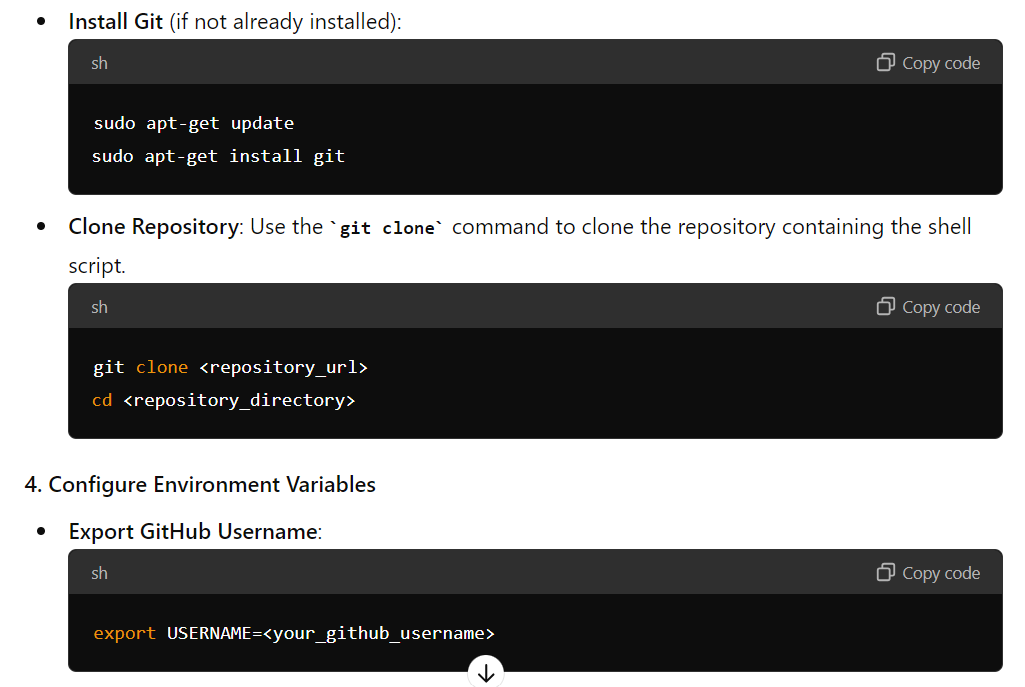 Install Git (if not already installed):
sh
Copy code
sudo apt-get update
sudo apt-get install git
Clone Repository: Use the `git clone` command to clone the repository containing the shell
script.
sh
Copy code
git clone <repository_url>
cd <repository_directory>
4. Configure Environment Variables
Export GitHub Username:
sh
Copy code
export USERNAME=<your_github_username>